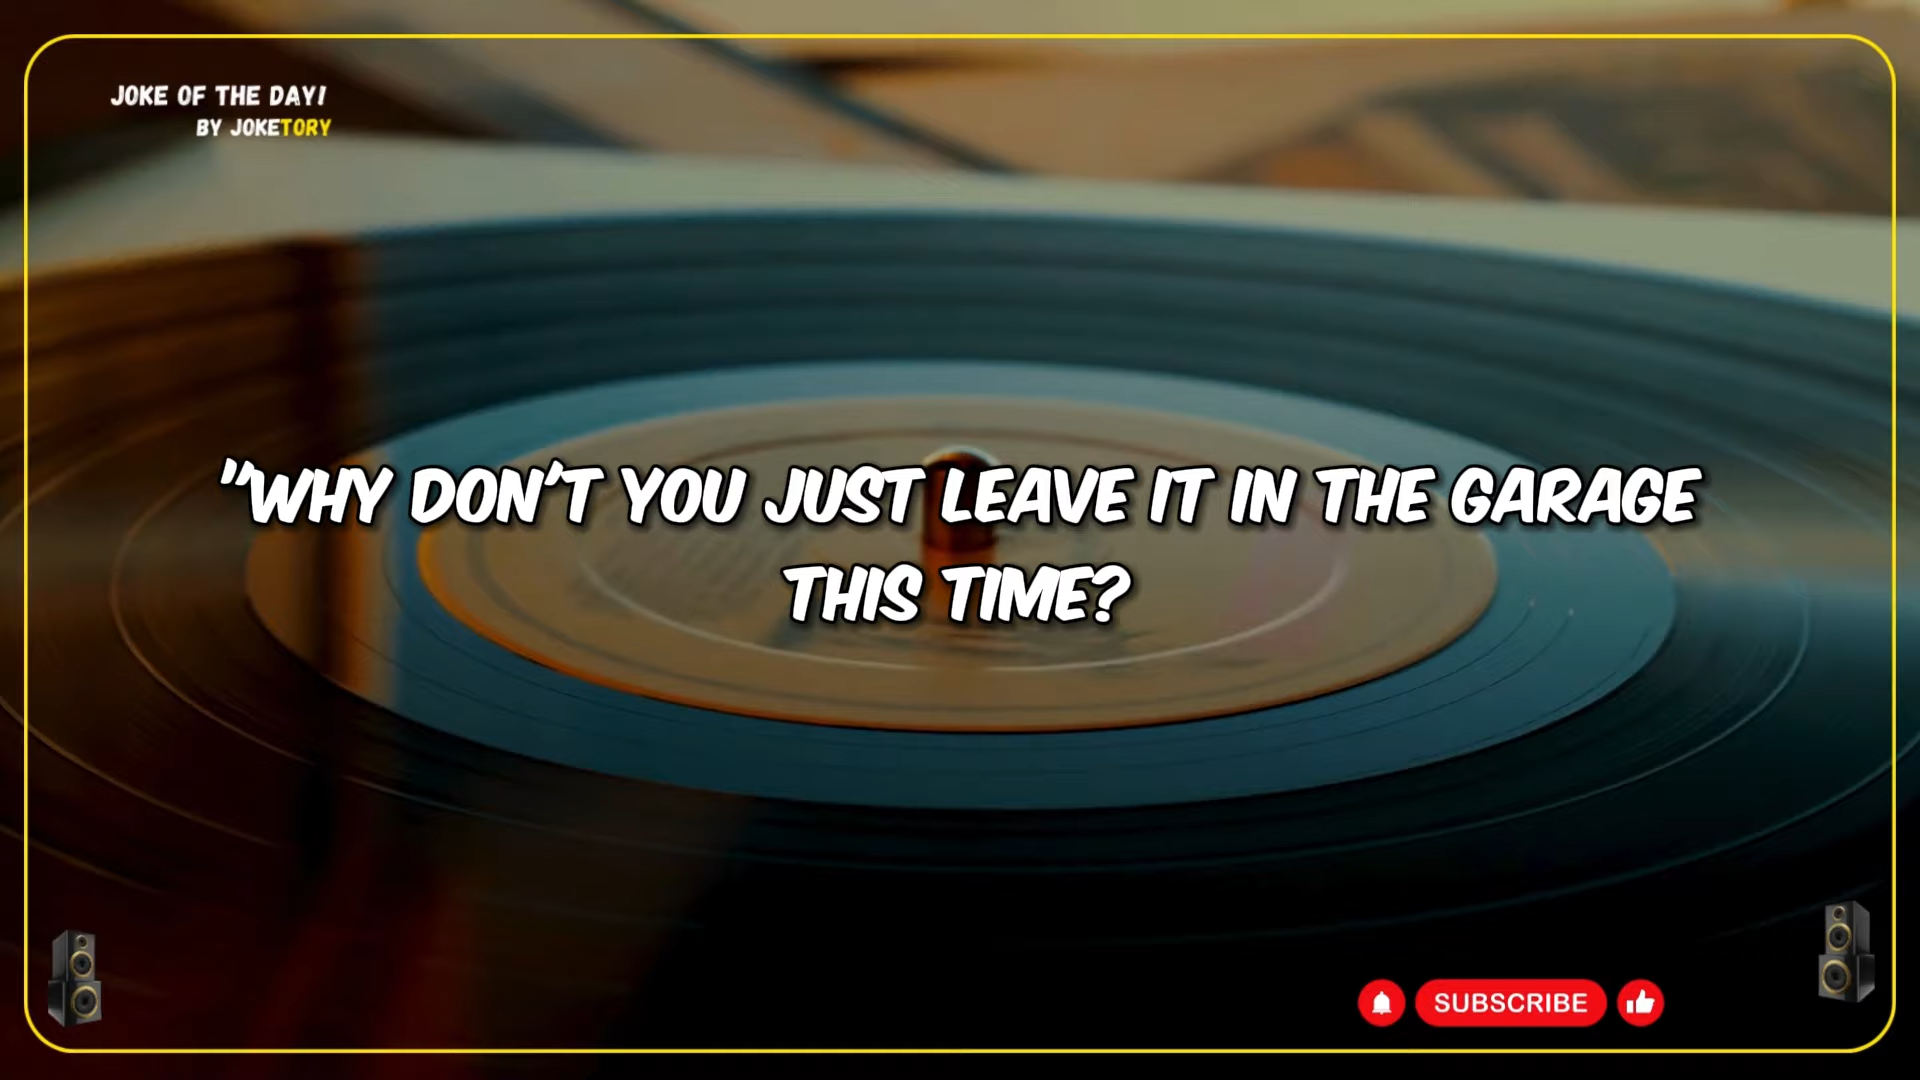 JOKE OF THE DAY!
BY JOKETORY
"WHY DON'T YOU JUST LEAVE IT IN THE GARAGE
THIS TIME?
SUBSCRIBE